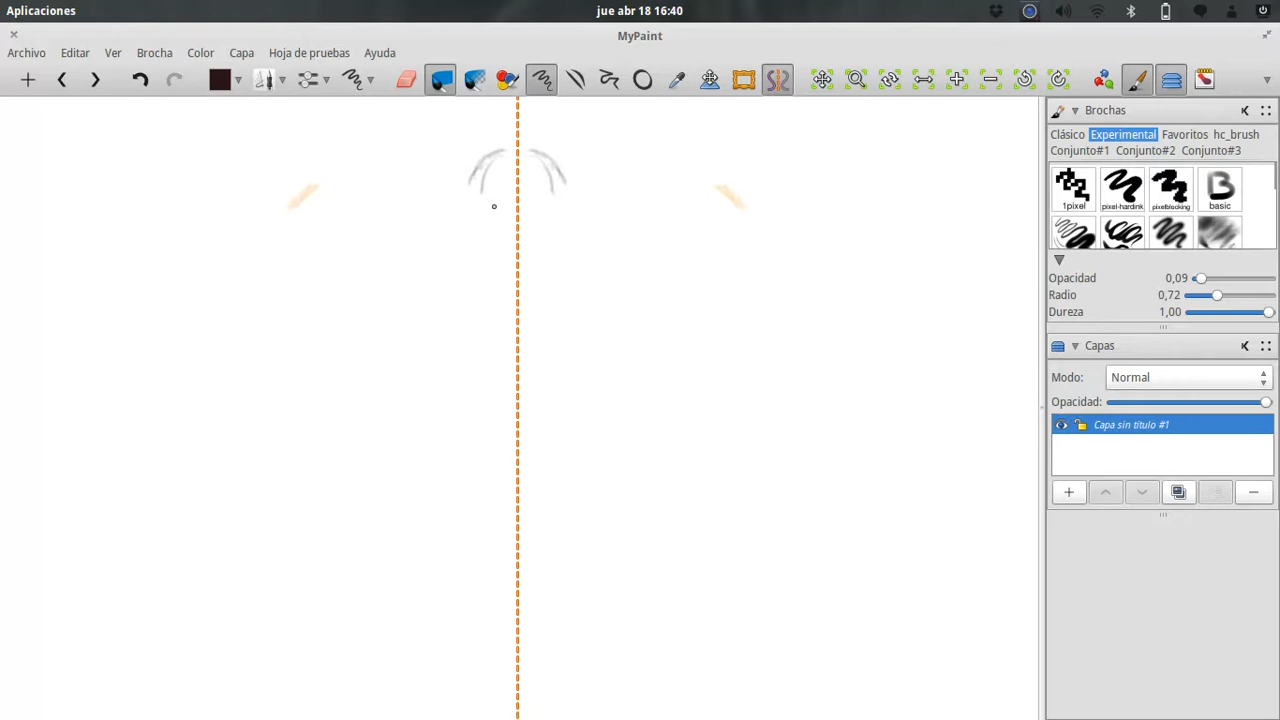 Aplicaciones jue abr 18 16:40
MyPaint
Archivo Editar Ver Brocha Color Capa Hoja de pruebas Ayuda
Brochas
Clásico Experimental Favoritos hc_brush
Conjunto#1 Conjunto#2 Conjunto#3
1pixel pixel-hardink pixelblocking basic
Opacidad 0,09
Radio 0,72
Dureza 1,00
Capas
Modo: Normal
Opacidad:
Capa sin título #1